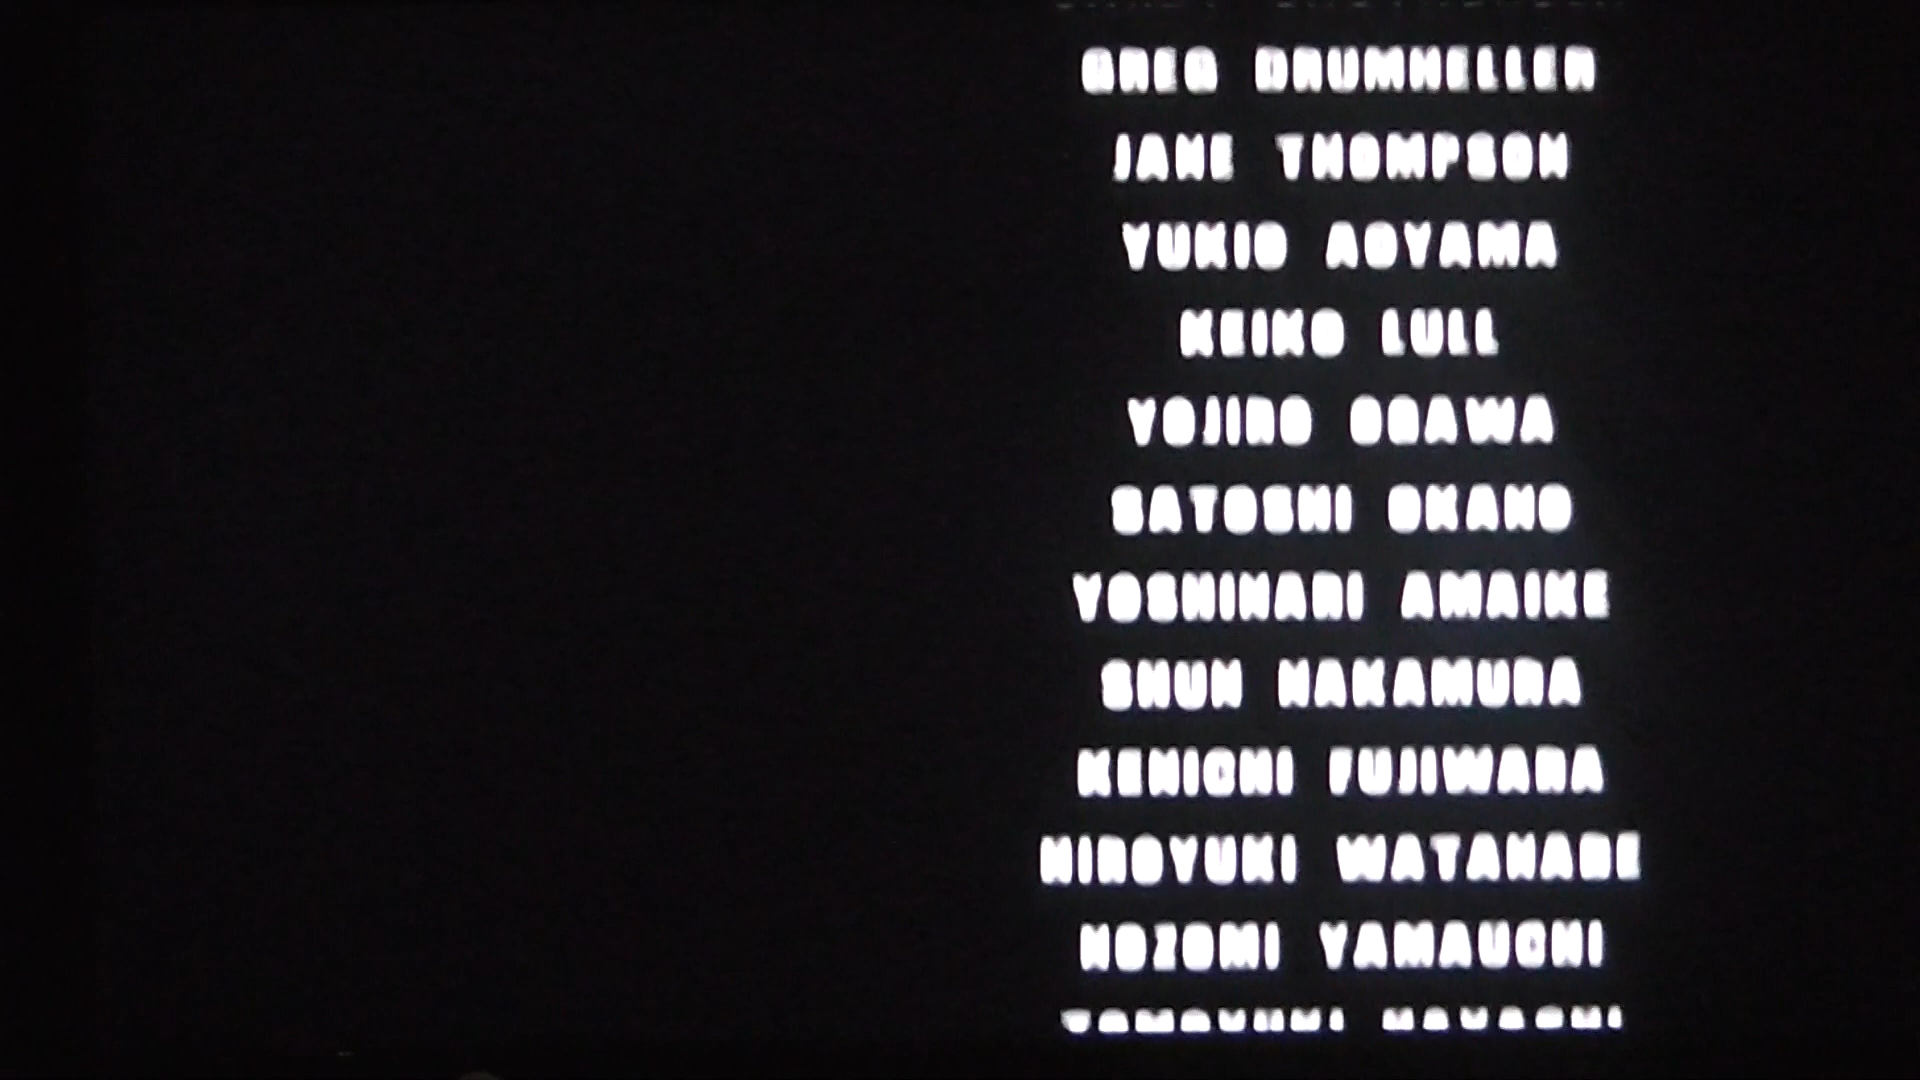 GREG DRUMHELLER
JANE THOMPSON
YUKIO AOYAMA
KEIKO LULL
YOJIRO OGAWA
SATOSHI OKANO
YOSHINARI AMAIKE
SHUN NAKAMURA
KENICHI FUJIWARA
HIROYUKI WATANABE
NOZOMI YAMAUCHI